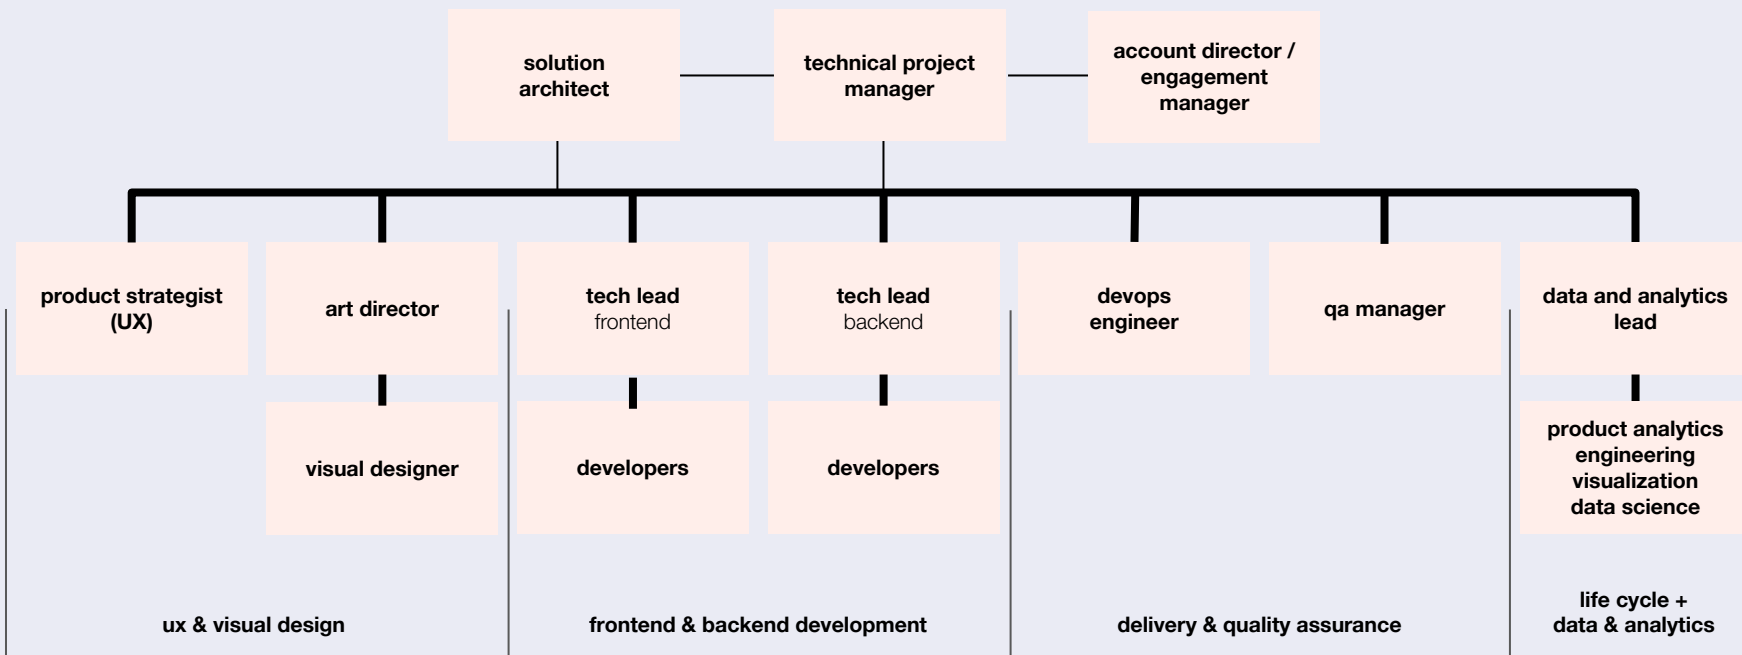 solution
architect
technical project
manager
account director /
engagement
manager
product strategist
(UX)
art director
tech lead
frontend
tech lead
backend
devops
engineer
qa manager
data and analytics
lead
visual designer
developers
developers
product analytics
engineering
visualization
data science
ux & visual design
frontend & backend development
delivery & quality assurance
life cycle +
data & analytics